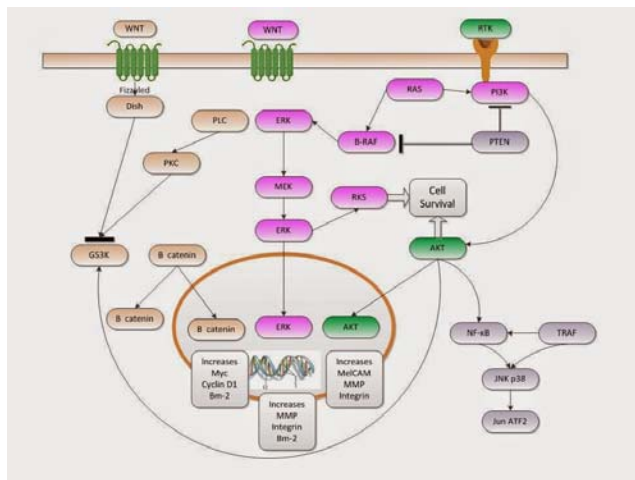 WNT
WNT
RTK
Fizzled
Dish
PLC
ERK
RAS
PI3K
B-RAF
PTEN
PKC
MEK
RKS
Cell
Survival
ERK
AKT
GS3K
B catenin
B catenin
B catenin
ERK
AKT
NF-κB
TRAF
Increases
Myc
Cyclin D1
Bm-2
Increases
MelCAM
MMP
Integrin
JNK p38
Increases
MMP
Integrin
Bm-2
Jun ATF2